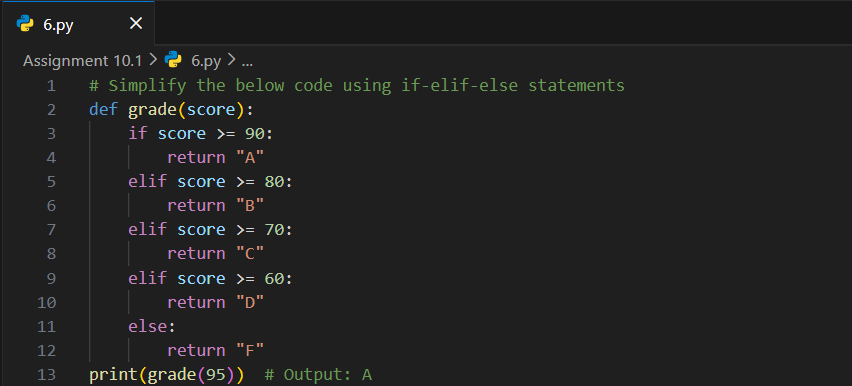 6.py ×
Assignment 10.1 > 6.py > ...
1 # Simplify the below code using if-elif-else statements
2 def grade(score):
3     if score >= 90:
4         return "A"
5     elif score >= 80:
6         return "B"
7     elif score >= 70:
8         return "C"
9     elif score >= 60:
10         return "D"
11     else:
12         return "F"
13 print(grade(95))  # Output: A